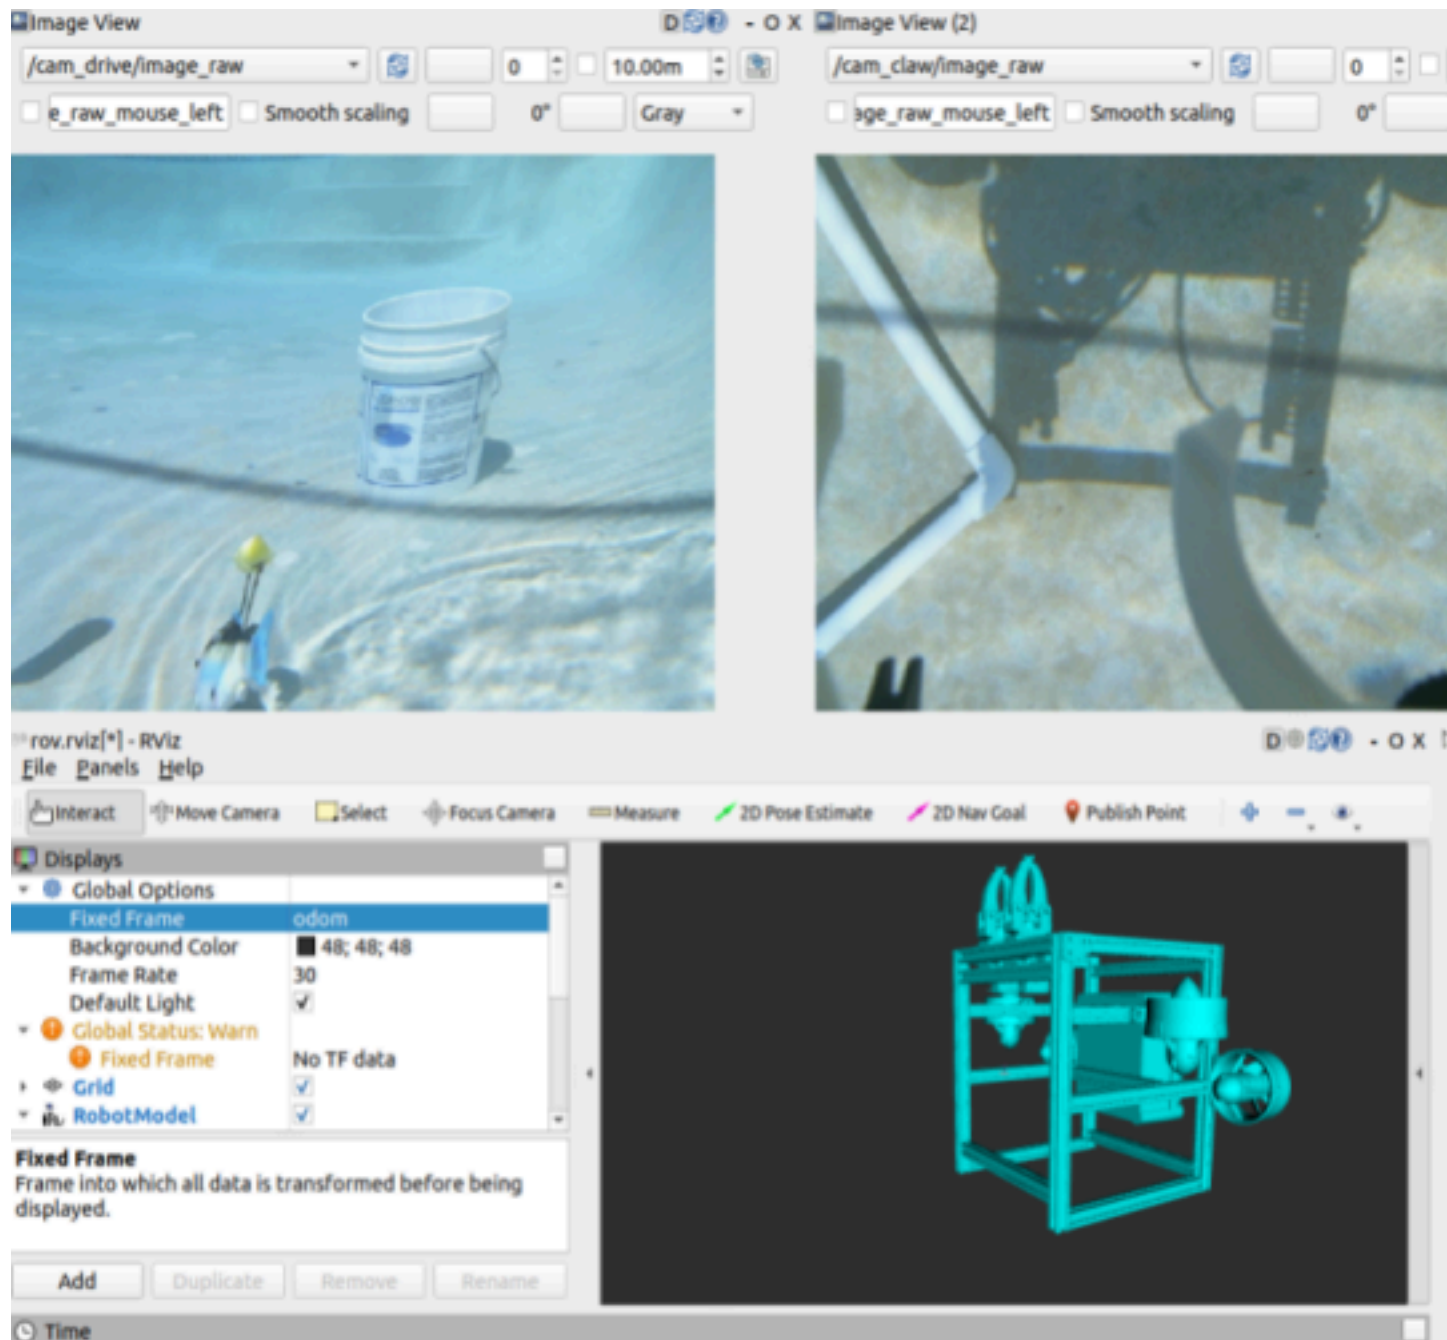 Image View
D - O X
Image View (2)
/cam_drive/image_raw
0
10.00m
/cam_claw/image_raw
0
e_raw_mouse_left
Smooth scaling
0°
Gray
age_raw_mouse_left
Smooth scaling
0°
rov.rviz[*] - RViz
D - O X
File Panels Help
Interact
Move Camera
Select
Focus Camera
Measure
2D Pose Estimate
2D Nav Goal
Publish Point
Displays
Global Options
Fixed Frame odom
Background Color 48; 48; 48
Frame Rate 30
Default Light ✓
Global Status: Warn
Fixed Frame No TF data
Grid ✓
RobotModel ✓
Fixed Frame
Frame into which all data is transformed before being
displayed.
Add Duplicate Remove Rename
Time